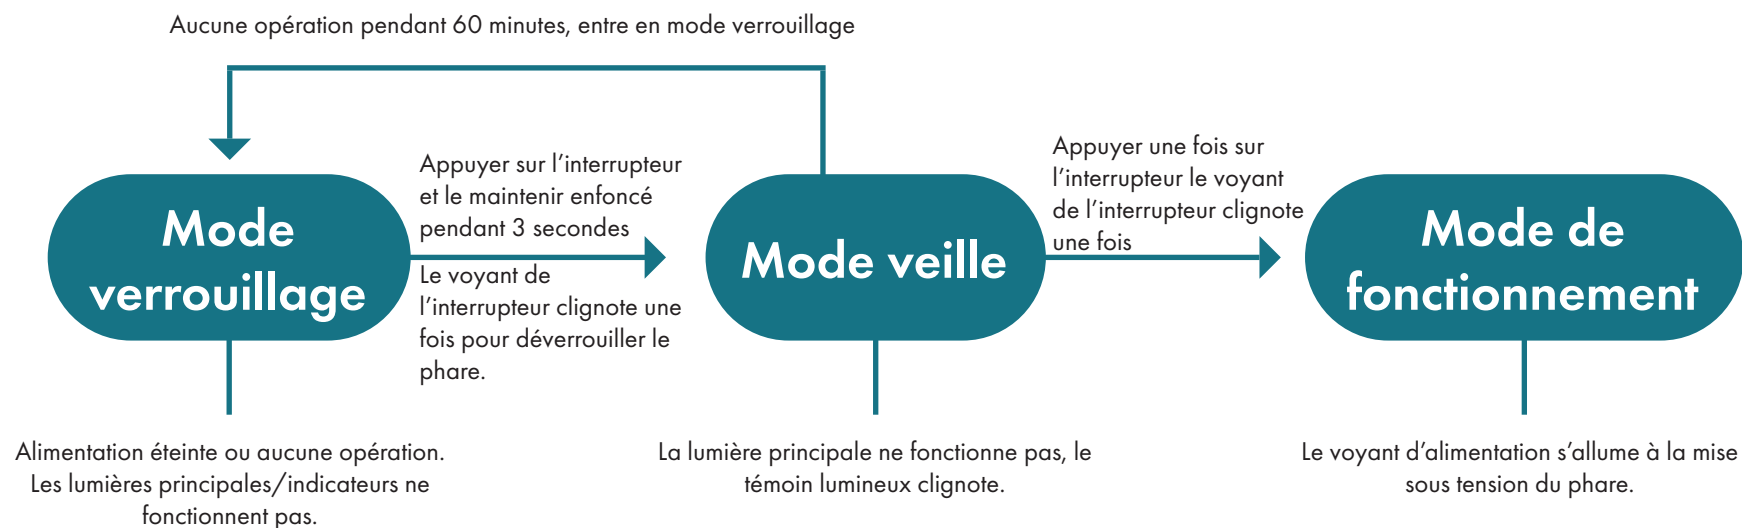 Aucune opération pendant 60 minutes, entre en mode verrouillage
Mode
verrouillage
Appuyer sur l’interrupteur
et le maintenir enfoncé
pendant 3 secondes
Le voyant de
l’interrupteur clignote une
fois pour déverrouiller le
phare.
Mode veille
Appuyer une fois sur
l’interrupteur le voyant
de l’interrupteur clignote
une fois
Mode de
fonctionnement
Alimentation éteinte ou aucune opération.
Les lumières principales/indicateurs ne
fonctionnent pas.
La lumière principale ne fonctionne pas, le
témoin lumineux clignote.
Le voyant d’alimentation s’allume à la mise
sous tension du phare.